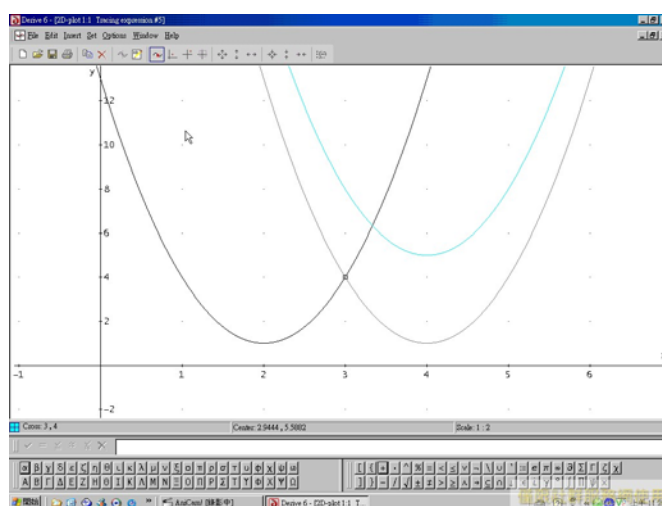 Derive 6 - [2D-plot 1:1 Tracing expression #5]
File Edit Insert Set Options Window Help
y
12
10
8
6
4
2
-1 1 2 3 4 5 6
-2
Cross: 3, 4 Center: 2.9444, 5.5882 Scale: 1 : 2
α β γ δ ε ζ η θ ι κ λ μ ν ξ ο π ρ σ τ υ φ χ ψ ω
Α Β Γ Δ Ε Ζ Η Θ Ι Κ Λ Μ Ν Ξ Ο Π Ρ Σ Τ Υ Φ Χ Ψ Ω
開始
Derive 6 - [2D-plot 1:1 T...